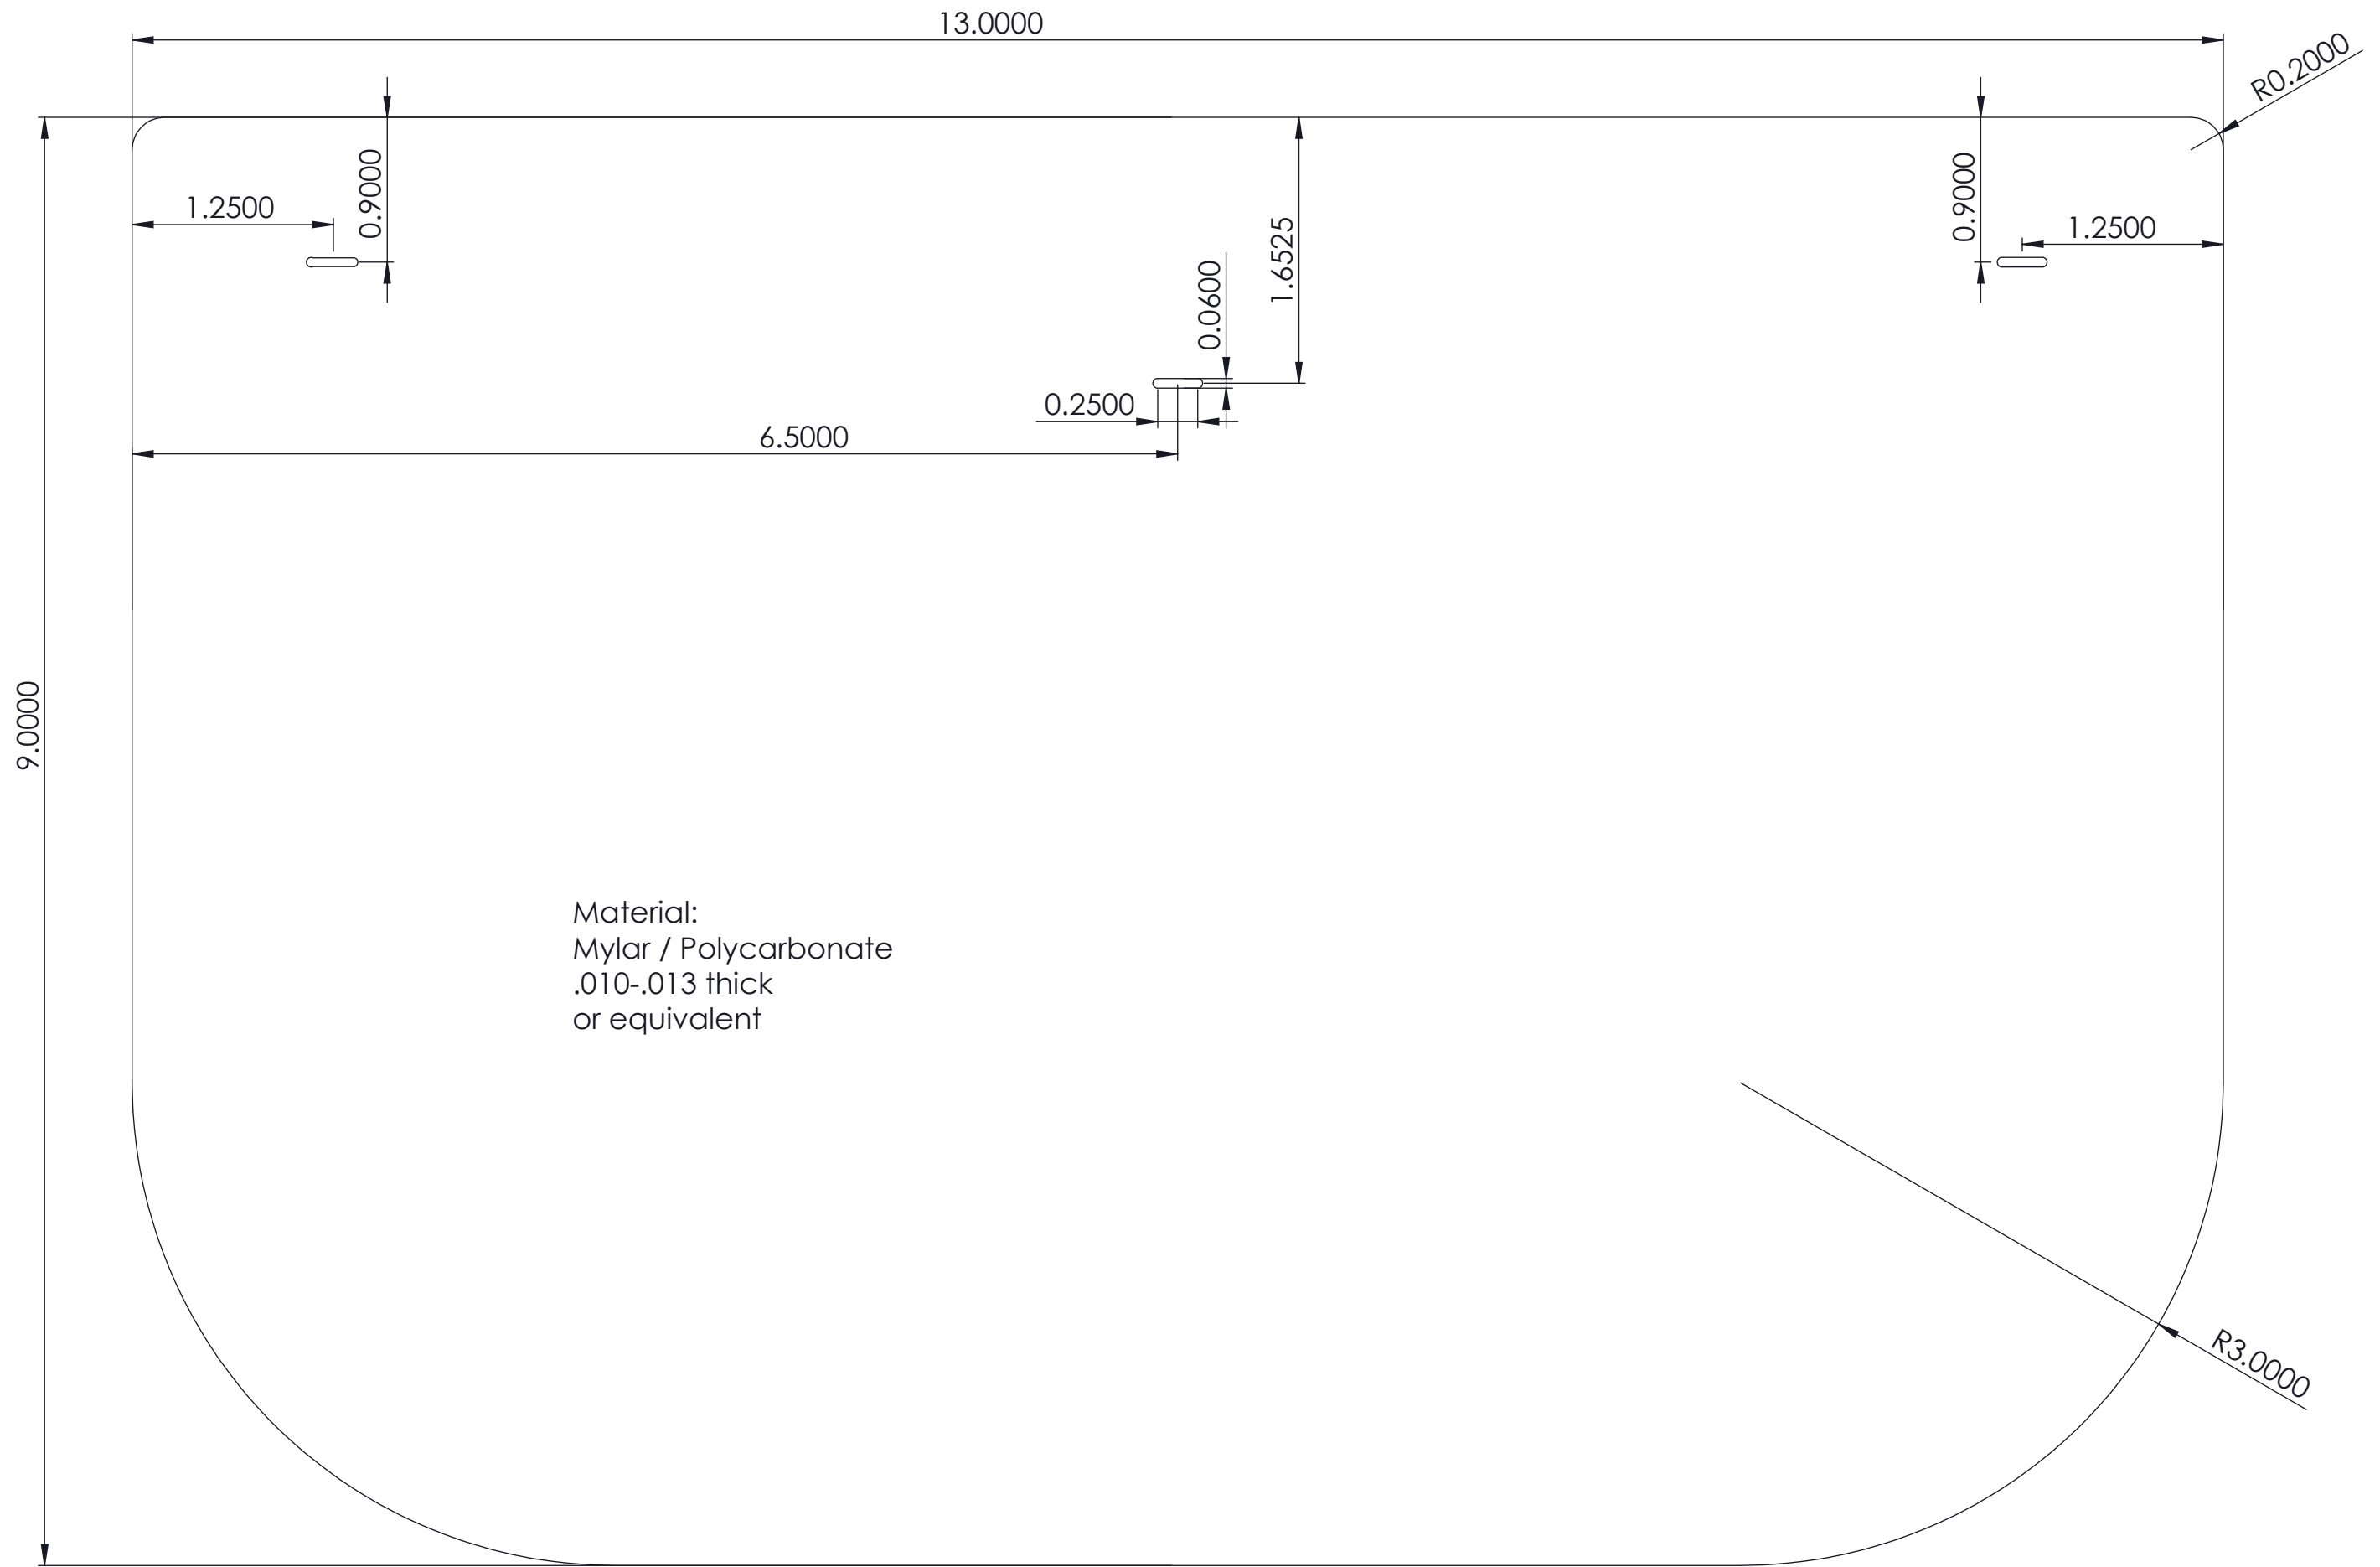 13.0000
R0.2000
0.9000
0.9000
1.2500
1.2500
1.6525
0.0600
0.2500
6.5000
9.0000
Material:
Mylar / Polycarbonate
.010-.013 thick
or equivalent
R3.0000